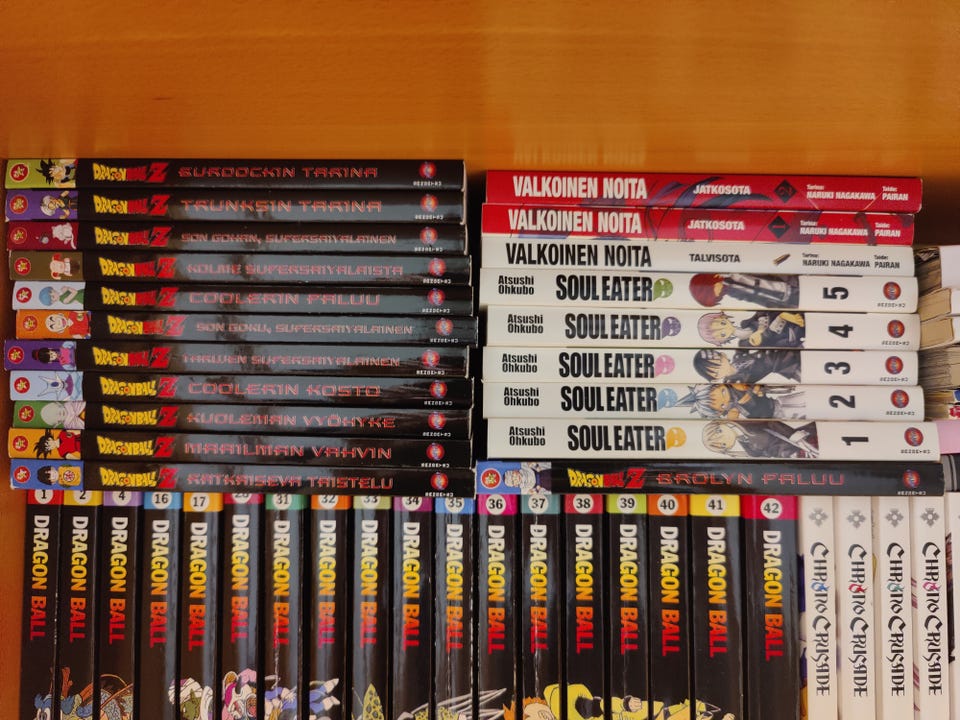 DRAGON BALL Z BURDOCKIN TARINA
DRAGON BALL Z TRUNKSIN TARINA
DRAGON BALL Z SON GOHAN, SUPERSAIYALAINEN
DRAGON BALL Z KOLME SUPERSAIYALAISTA
DRAGON BALL Z COOLERIN PALUU
DRAGON BALL Z SON GOKU, SUPERSAIYALAINEN
DRAGON BALL Z TARUJEN SUPERSAIYALAINEN
DRAGON BALL Z COOLERIN KOSTO
DRAGON BALL Z KUOLEMAN VYÖHYKE
DRAGON BALL Z MAAILMAN VAHVIN
DRAGON BALL Z RATKAISEVA TAISTELU
VALKOINEN NOITA JATKOSOTA 2 Tarina: NARUKI NAGAKAWA Taide: PAIRAN
VALKOINEN NOITA JATKOSOTA 1 Tarina: NARUKI NAGAKAWA Taide: PAIRAN
VALKOINEN NOITA TALVISOTA Tarina: NARUKI NAGAKAWA Taide: PAIRAN
Atsushi Ohkubo SOUL EATER 5
Atsushi Ohkubo SOUL EATER 4
Atsushi Ohkubo SOUL EATER 3
Atsushi Ohkubo SOUL EATER 2
Atsushi Ohkubo SOUL EATER 1
DRAGON BALL Z BROLYN PALUU
1 DRAGON BALL
2 DRAGON BALL
4 DRAGON BALL
16 DRAGON BALL
17 DRAGON BALL
DRAGON BALL
31 DRAGON BALL
32 DRAGON BALL
33 DRAGON BALL
34 DRAGON BALL
35 DRAGON BALL
36 DRAGON BALL
37 DRAGON BALL
38 DRAGON BALL
39 DRAGON BALL
40 DRAGON BALL
41 DRAGON BALL
42 DRAGON BALL
CHRNO CRUSADE
CHRNO CRUSADE
CHRNO CRUSADE
CHRNO CRUSADE